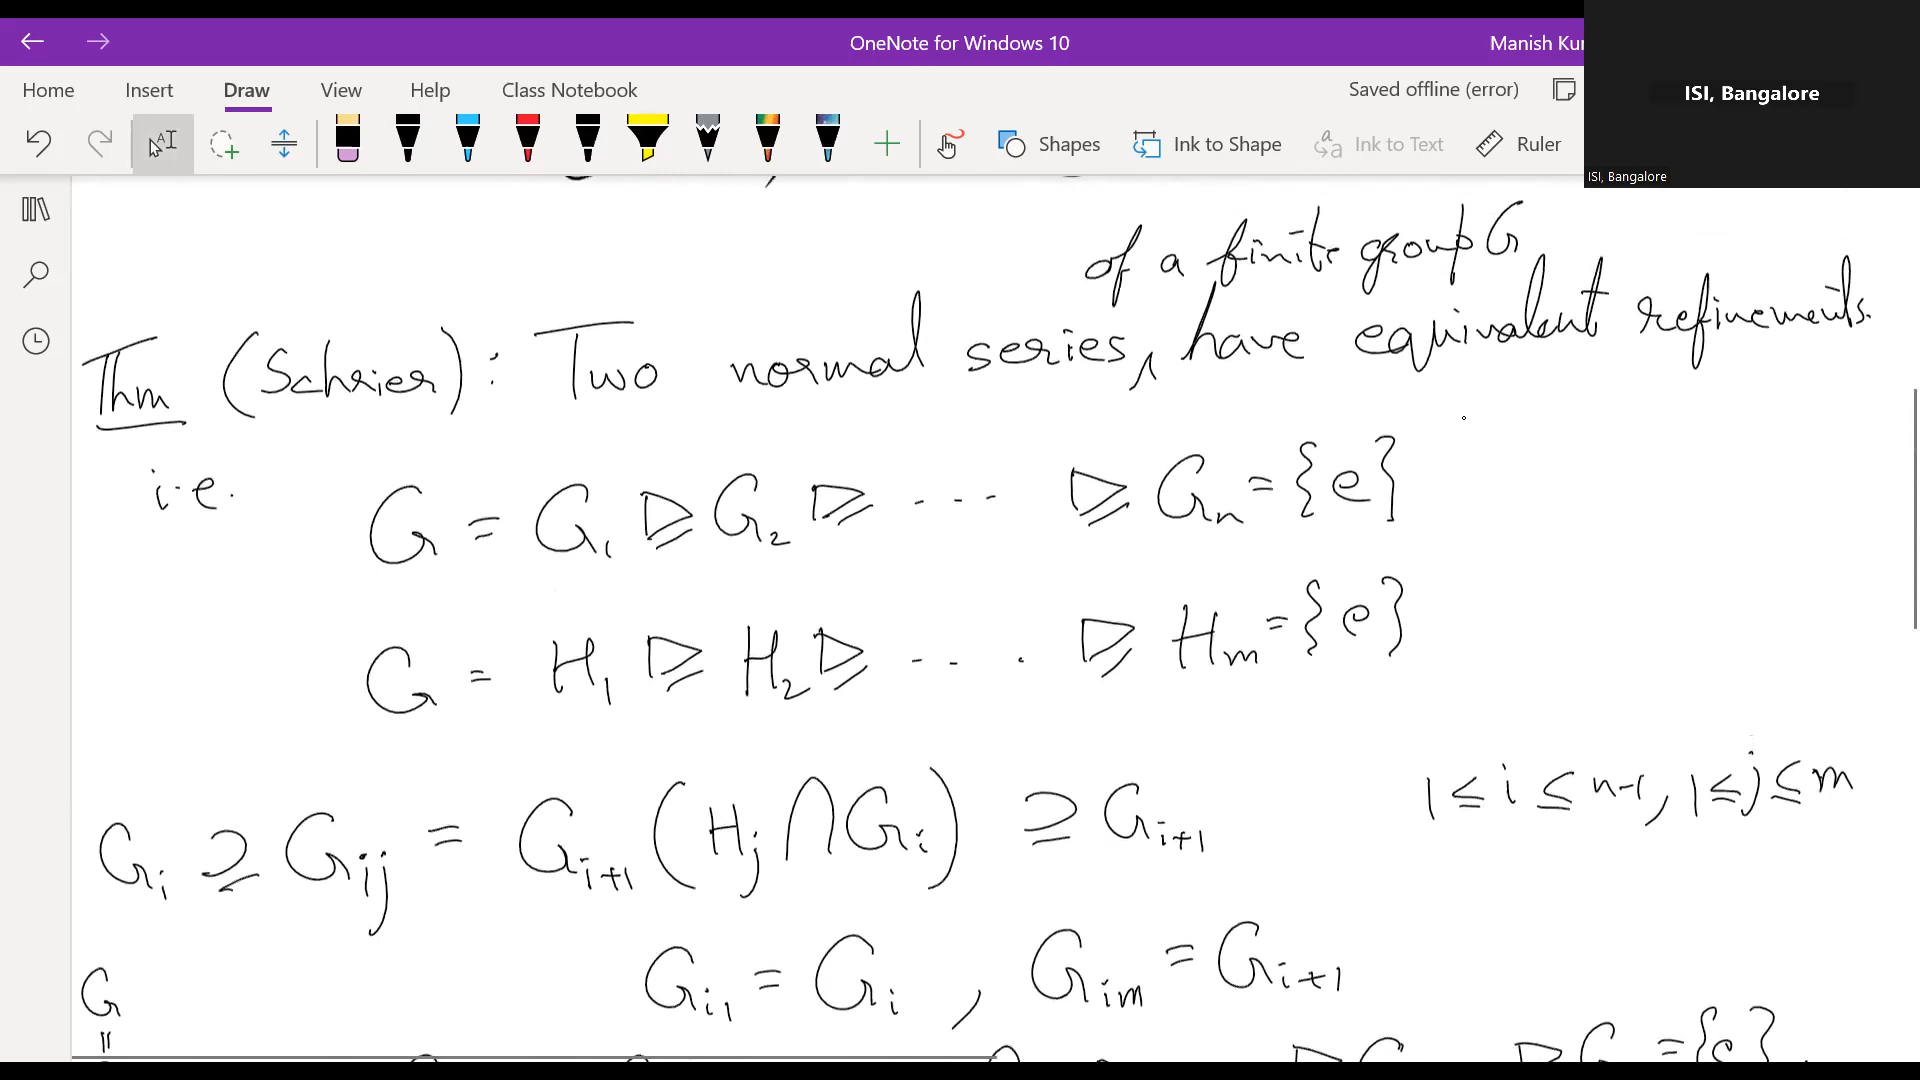 OneNote for Windows 10
Manish Kur
ISI, Bangalore
Home Insert Draw View Help Class Notebook Saved offline (error)
Shapes Ink to Shape Ink to Text Ruler
ISI, Bangalore
of a finite group G
Thm (Schrier): Two normal series, have equivalent refinements.
i.e. G = G₁ ⊵ G₂ ⊵ --- ⊵ Gₙ = {e}
G = H₁ ⊵ H₂ ⊵ --- ⊵ Hₘ = {e}
Gᵢ ⊇ Gᵢⱼ = Gᵢ₊₁ (Hⱼ ⋂ Gᵢ) ⊇ Gᵢ₊₁ 1 ≤ i ≤ n-1, 1 ≤ j ≤ m
Gᵢ₁ = Gᵢ , Gᵢₘ = Gᵢ₊₁
G